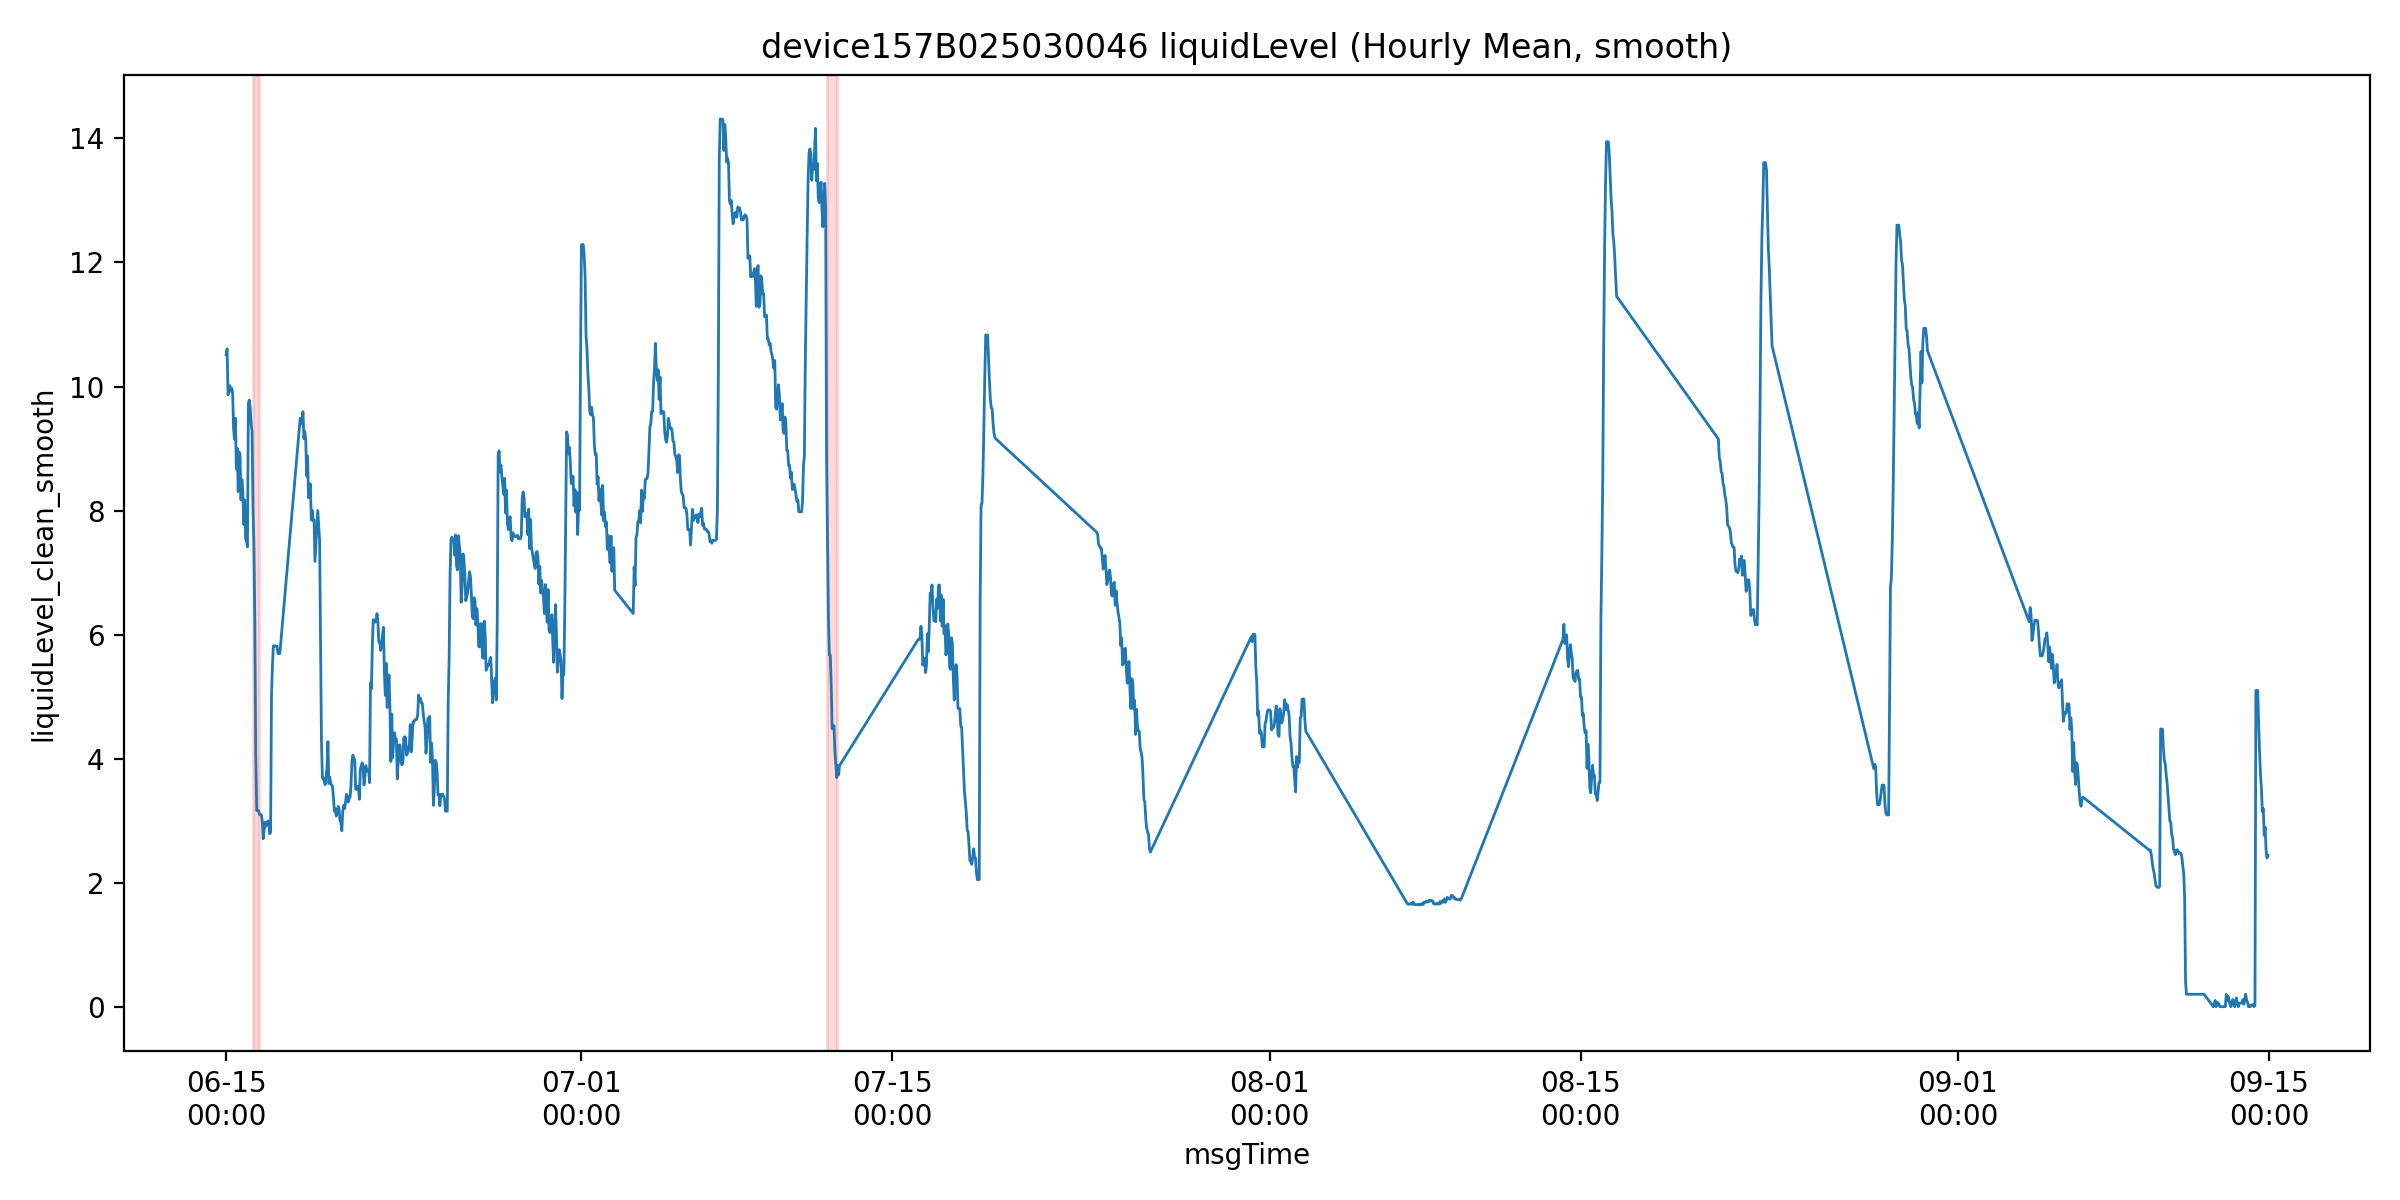 device157B025030046 liquidLevel (Hourly Mean, smooth)
liquidLevel_clean_smooth
14
12
10
8
6
4
2
0
06-15 07-01 07-15 08-01 08-15 09-01 09-15
00:00 00:00 00:00 00:00 00:00 00:00 00:00
msgTime